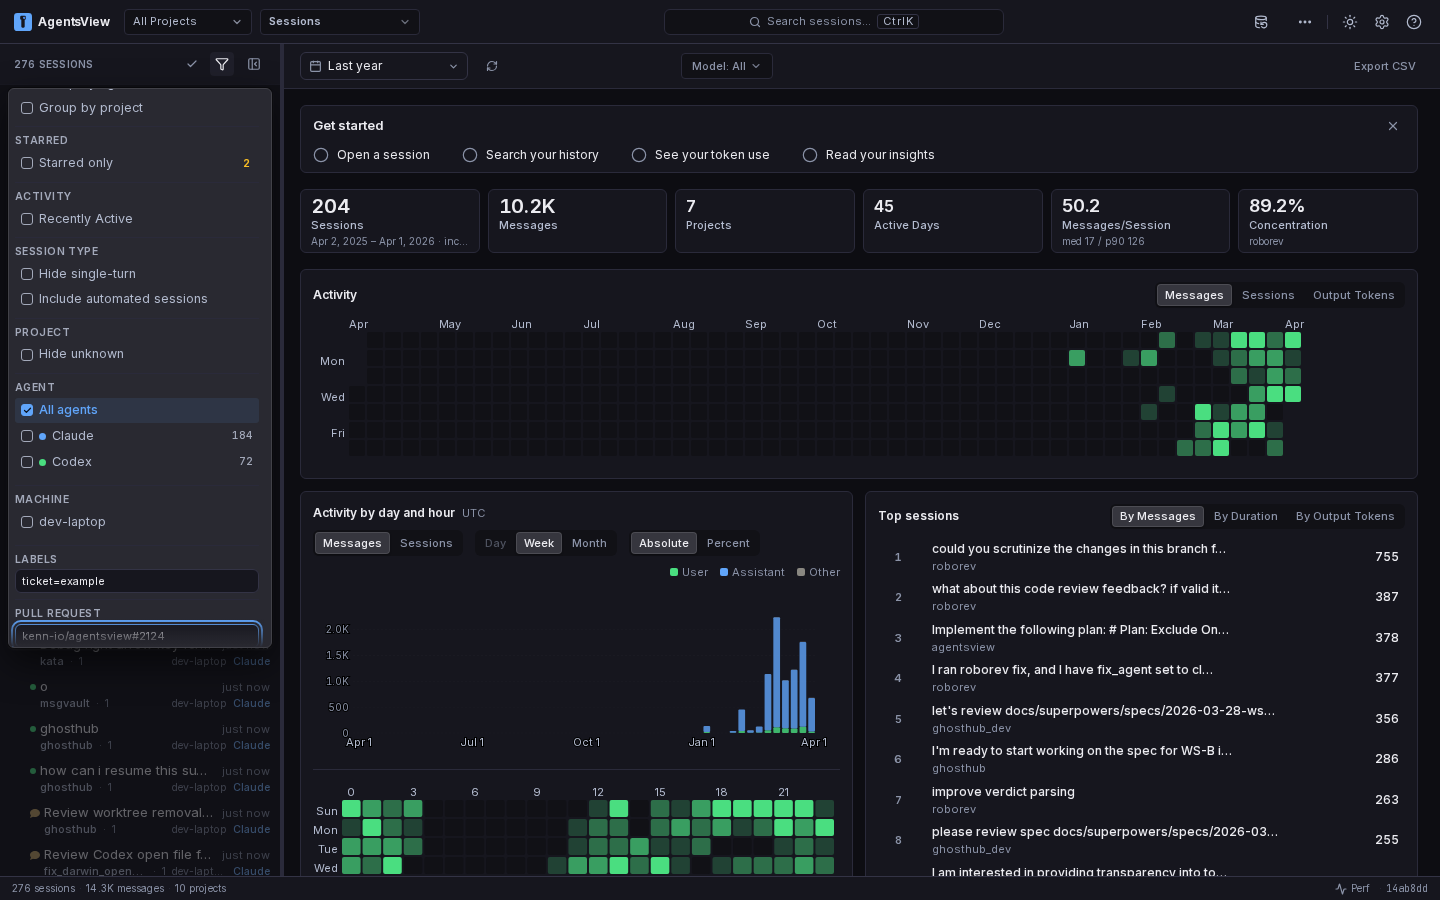 AgentsView
All Projects
Sessions
Search sessions... CtrlK
276 SESSIONS
Last year
Model: All
Export CSV
Group by project
STARRED
Starred only 2
ACTIVITY
Recently Active
SESSION TYPE
Hide single-turn
Include automated sessions
PROJECT
Hide unknown
AGENT
All agents
Claude 184
Codex 72
MACHINE
dev-laptop
LABELS
ticket=example
PULL REQUEST
kenn-io/agentsview#2124
kata · 1 dev-laptop Claude
o just now
msgvault · 1 dev-laptop Claude
ghosthub just now
ghosthub · 1 dev-laptop Claude
how can i resume this su... just now
ghosthub · 1 dev-laptop Claude
Review worktree removal... just now
ghosthub · 1 dev-laptop Claude
Review Codex open file f... just now
fix_darwin_open... · 1 dev-laptop Claude
Get started
Open a session
Search your history
See your token use
Read your insights
204
Sessions
Apr 2, 2025 – Apr 1, 2026 · inc...
10.2K
Messages
7
Projects
45
Active Days
50.2
Messages/Session
med 17 / p90 126
89.2%
Concentration
roborev
Activity
Messages Sessions Output Tokens
Apr May Jun Jul Aug Sep Oct Nov Dec Jan Feb Mar Apr
Mon
Wed
Fri
Activity by day and hour UTC
Messages Sessions Day Week Month Absolute Percent
User Assistant Other
2.0K
1.5K
1.0K
500
0
Apr 1 Jul 1 Oct 1 Jan 1 Apr 1
0 3 6 9 12 15 18 21
Sun
Mon
Tue
Wed
Top sessions
By Messages By Duration By Output Tokens
1 could you scrutinize the changes in this branch f... 755
roborev
2 what about this code review feedback? if valid it... 387
roborev
3 Implement the following plan: # Plan: Exclude On... 378
agentsview
4 I ran roborev fix, and I have fix_agent set to cl... 377
roborev
5 let's review docs/superpowers/specs/2026-03-28-ws... 356
ghosthub_dev
6 I'm ready to start working on the spec for WS-B i... 286
ghosthub
7 improve verdict parsing 263
roborev
8 please review spec docs/superpowers/specs/2026-03... 255
ghosthub_dev
I am interested in providing transparency into to...
276 sessions · 14.3K messages · 10 projects
Perf 14ab8dd